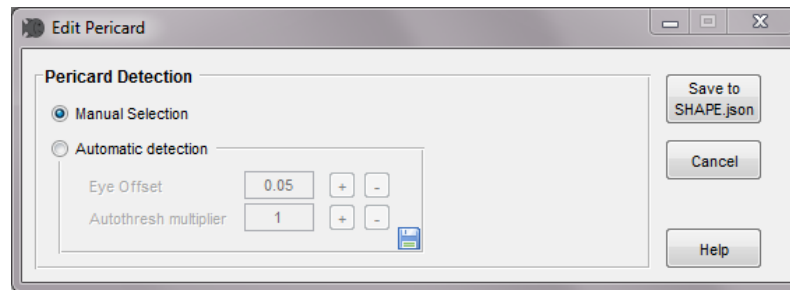 Edit Pericard
Pericard Detection
Manual Selection
Automatic detection
Eye Offset 0.05 + -
Autothresh multiplier 1 + -
Save to
SHAPE.json
Cancel
Help